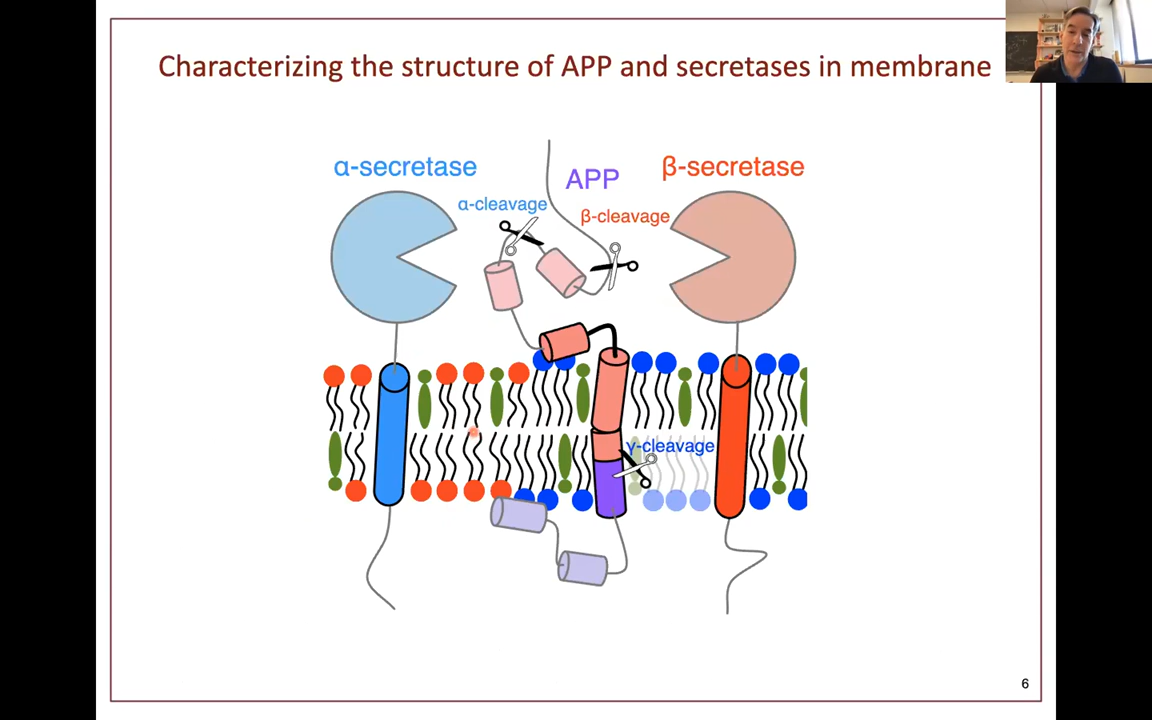 Characterizing the structure of APP and secretases in membrane
α-secretase
APP
β-secretase
α-cleavage
β-cleavage
γ-cleavage
6